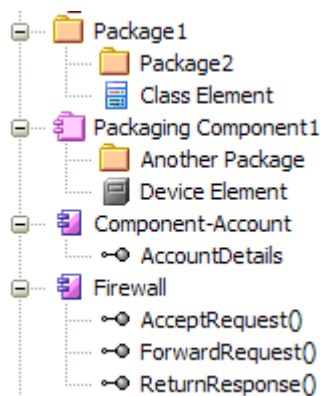 Package1
Package2
Class Element
Packaging Component1
Another Package
Device Element
Component-Account
AccountDetails
Firewall
AcceptRequest()
ForwardRequest()
ReturnResponse()